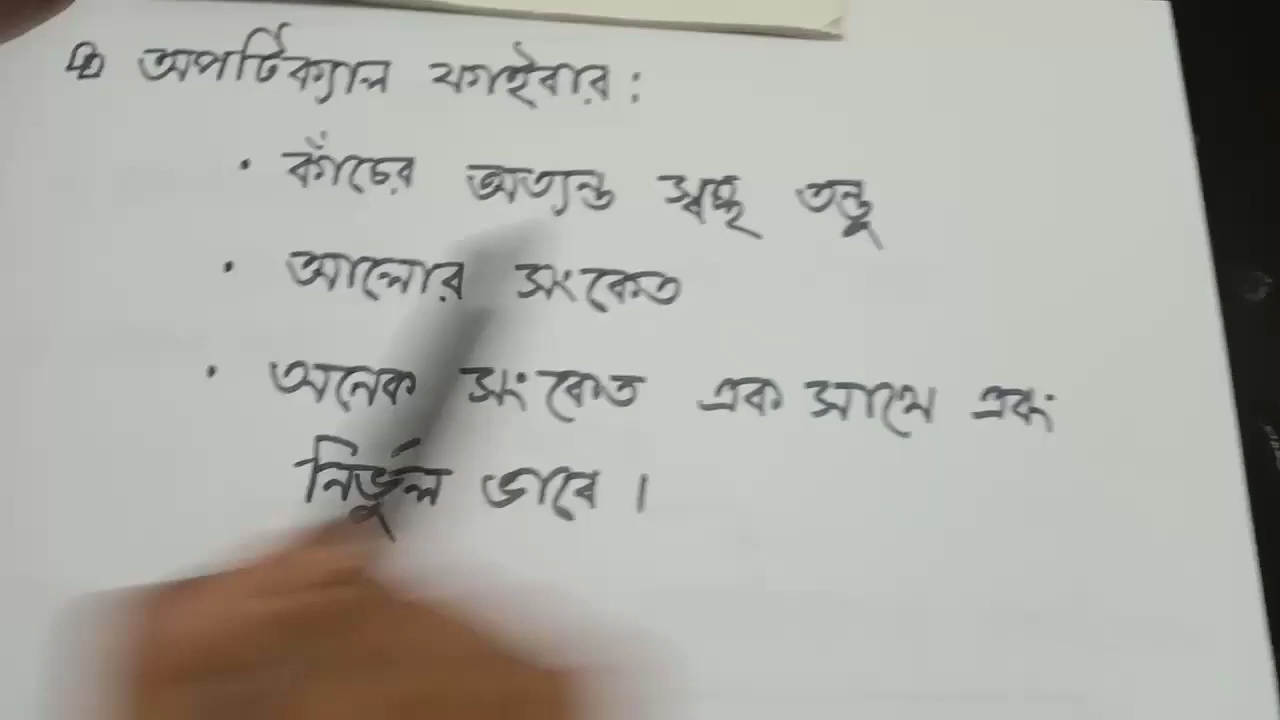 অপটিক্যাল ফাইবার :
• কাঁচের অত্যন্ত স্বচ্ছ তন্তু
• আলোর সংকেত
• অনেক সংকেত এক সাথে এবং
নির্ভুল ভাবে ।